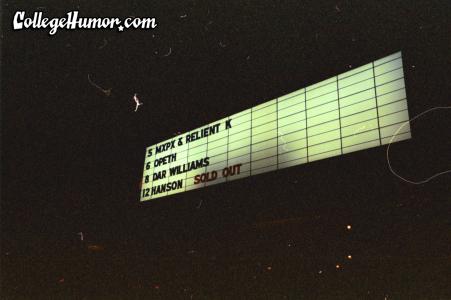 CollegeHumor.com
5 MXPX & RELIENT K
6 OPETH
8 DAR WILLIAMS
12 HANSON SOLD OUT